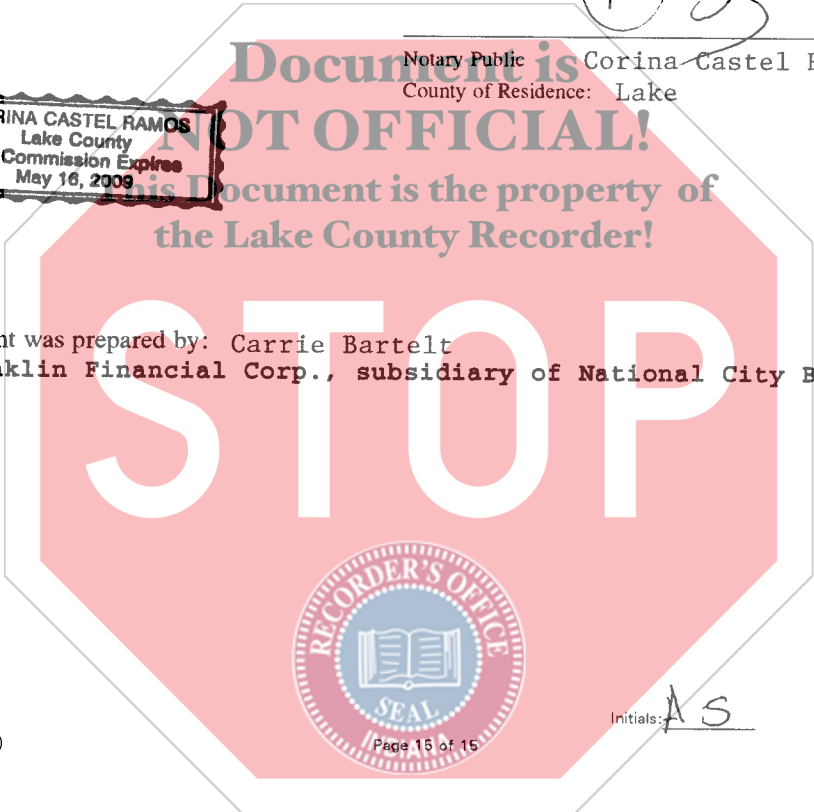 Document is
Notary Public Corina Castel
County of Residence: Lake
NOT OFFICIAL!
RINA CASTEL RAMOS
Lake County
Commission Expires
May 16, 2009
This Document is the property of
the Lake County Recorder!
nt was prepared by: Carrie Bartelt
klin Financial Corp., subsidiary of National City B
STOP
RECORDER'S OFFICE
SEAL
INDIANA
Initials: A S
)
Page 15 of 15